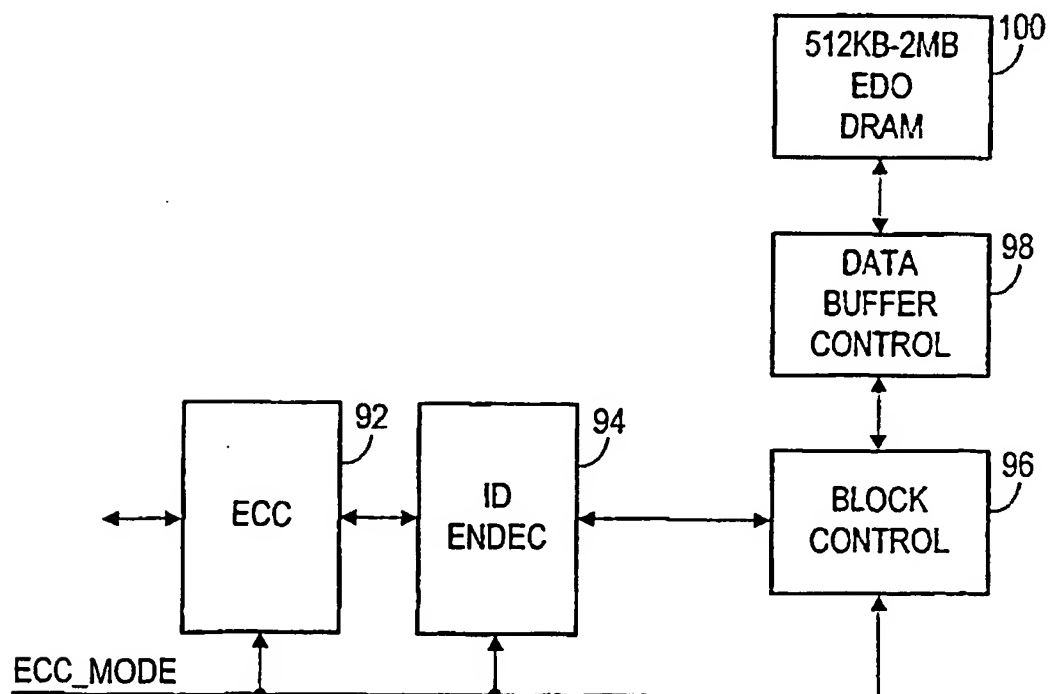 100
512KB-2MB
EDO
DRAM
98
DATA
BUFFER
CONTROL
92
94
96
ECC
ID
ENDEC
BLOCK
CONTROL
ECC_MODE